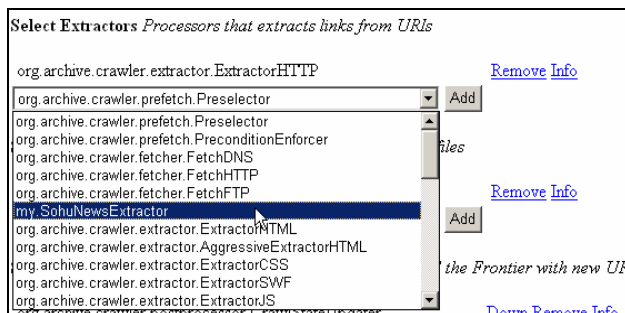 Select Extractors Processors that extracts links from URIs
org.archive.crawler.extractor.ExtractorHTTP Remove Info
org.archive.crawler.prefetch.Preselector Add
org.archive.crawler.prefetch.Preselector
org.archive.crawler.prefetch.PreconditionEnforcer
org.archive.crawler.fetcher.FetchDNS files
org.archive.crawler.fetcher.FetchHTTP
org.archive.crawler.fetcher.FetchFTP Remove Info
my.SohuNewsExtractor Add
org.archive.crawler.extractor.ExtractorHTML
org.archive.crawler.extractor.AggressiveExtractorHTML
org.archive.crawler.extractor.ExtractorCSS the Frontier with new
org.archive.crawler.extractor.ExtractorSWF
org.archive.crawler.extractor.ExtractorJS
Down Remove Info